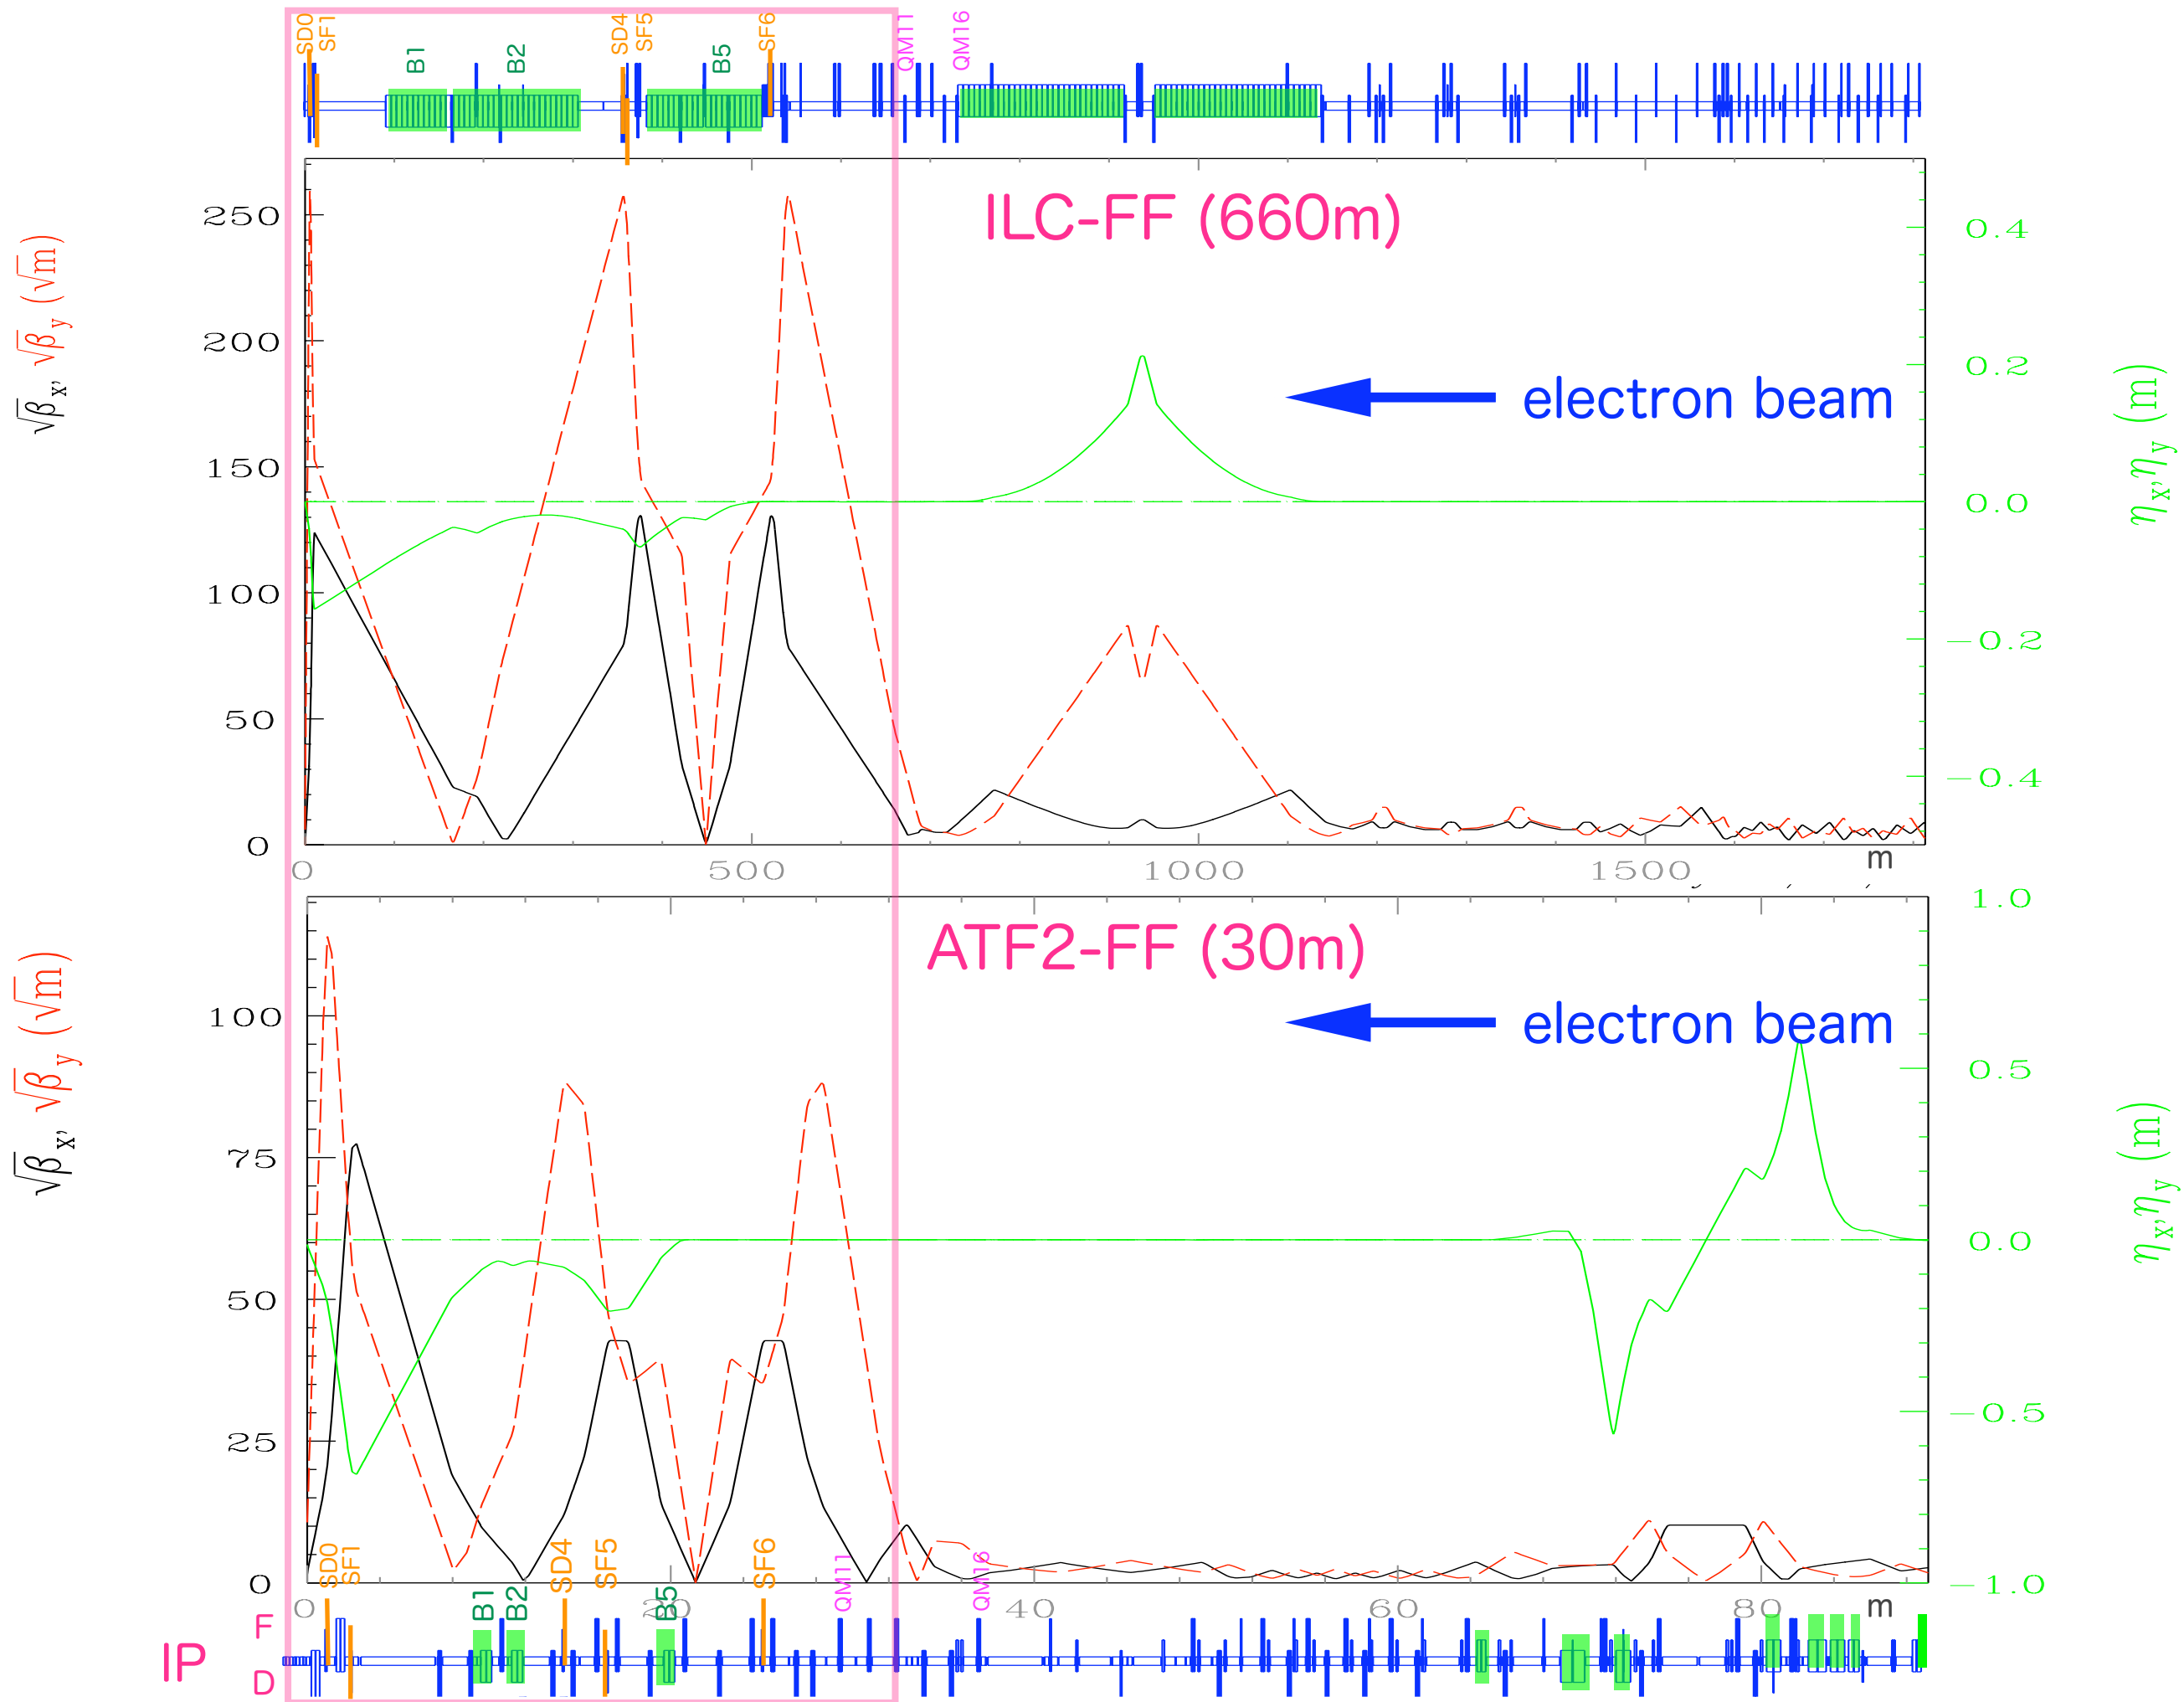 SD0 SF1 B1 B2 SD4 SF5 B5 SF6 QM11 QM16
ILC-FF (660m)
electron beam
√βx, √βy (√m)
250
200
150
100
50
0
0.4
0.2
0.0
−0.2
−0.4
ηx,ηy (m)
0 500 1000 1500 m
ATF2-FF (30m)
electron beam
√βx, √βy (√m)
100
75
50
25
0
1.0
0.5
0.0
−0.5
−1.0
ηx,ηy (m)
SD0 SF1 SD4 SF5 SF6 QM11 QM16
0 20 40 60 80 m
B1 B2 B5
F
IP
D